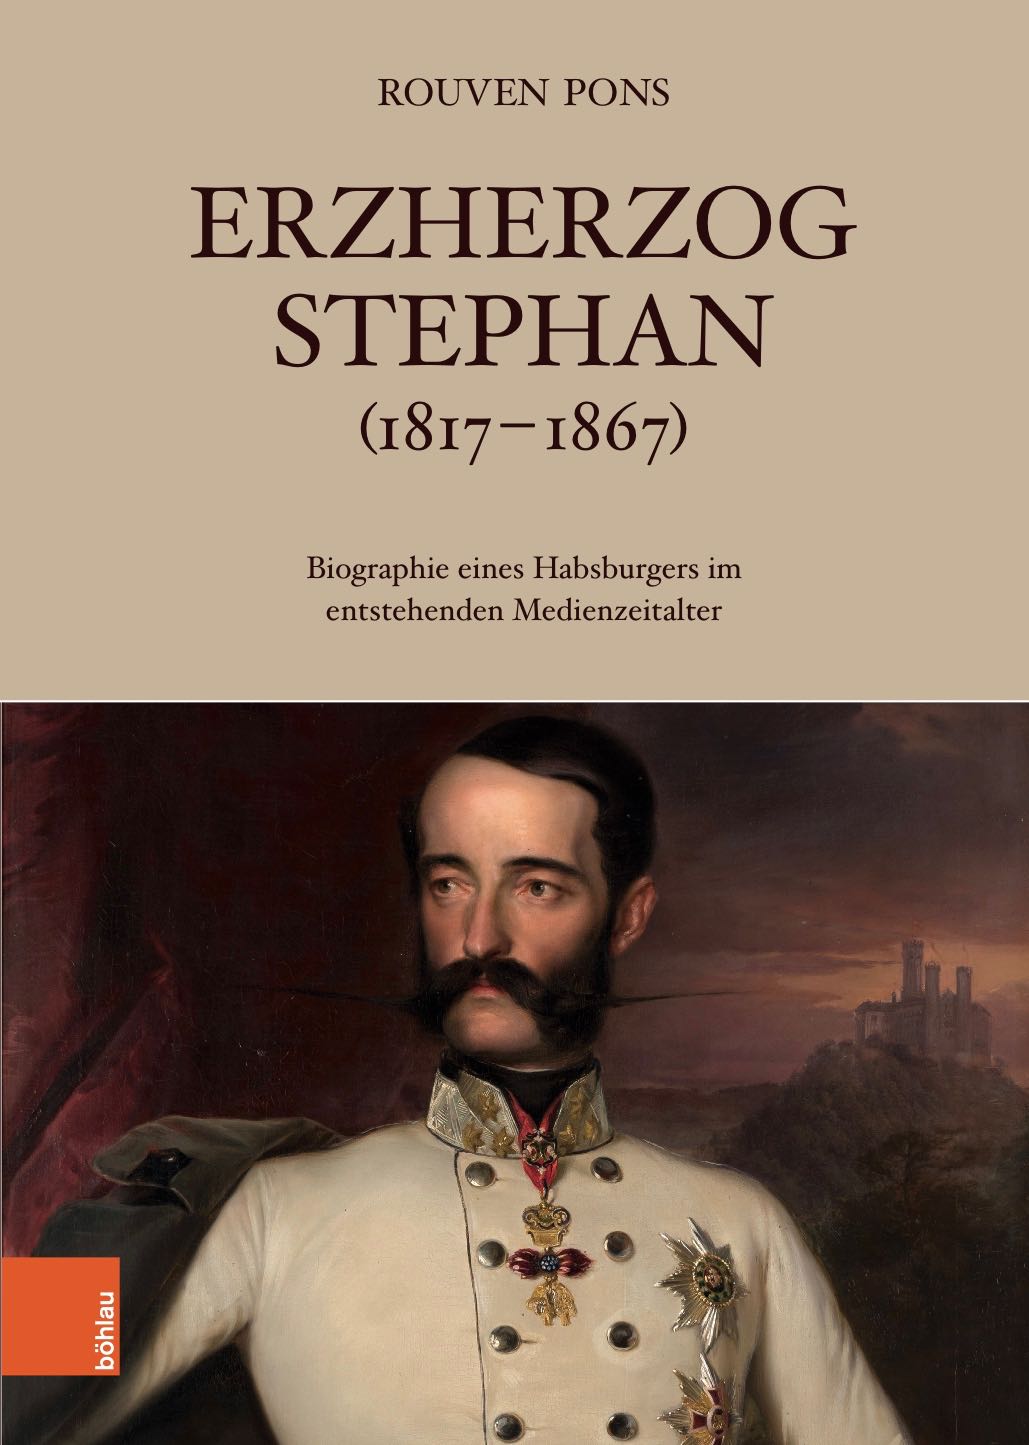 ROUVEN PONS
ERZHERZOG
STEPHAN
(1817–1867)
Biographie eines Habsburgers im
entstehenden Medienzeitalter
böhlau